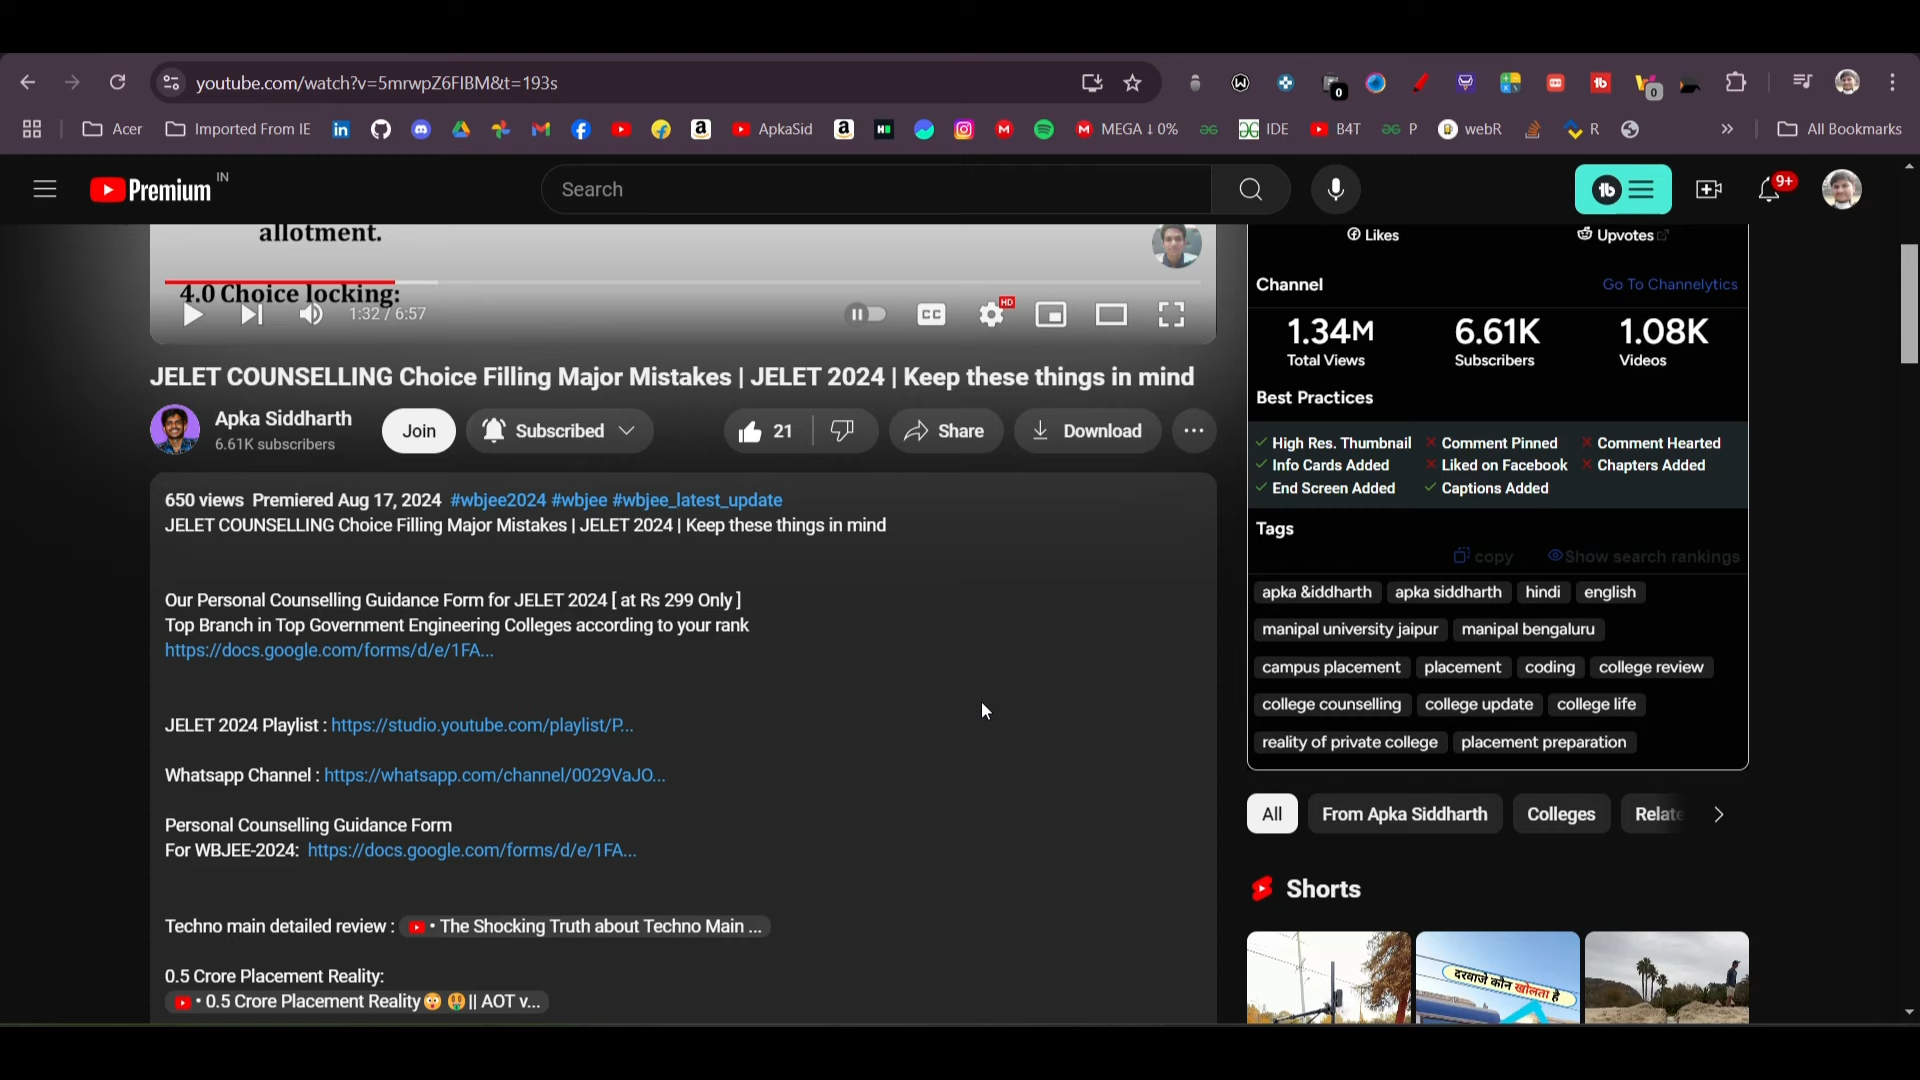 youtube.com/watch?v=5mrwpZ6FlBM&t=193s
0
0
Acer
Imported From IE
ApkaSid
MEGA ↓ 0%
IDE
B4T
P
webR
R
»
All Bookmarks
Premium IN
Search
9+
allotment.
4.0 Choice locking:
1:32 / 6:57
CC
HD
JELET COUNSELLING Choice Filling Major Mistakes | JELET 2024 | Keep these things in mind
Apka Siddharth
6.61K subscribers
Join
Subscribed
21
Share
Download
650 views Premiered Aug 17, 2024 #wbjee2024 #wbjee #wbjee_latest_update
JELET COUNSELLING Choice Filling Major Mistakes | JELET 2024 | Keep these things in mind
Our Personal Counselling Guidance Form for JELET 2024 [ at Rs 299 Only ]
Top Branch in Top Government Engineering Colleges according to your rank
https://docs.google.com/forms/d/e/1FA...
JELET 2024 Playlist : https://studio.youtube.com/playlist/P...
Whatsapp Channel : https://whatsapp.com/channel/0029VaJO...
Personal Counselling Guidance Form
For WBJEE-2024: https://docs.google.com/forms/d/e/1FA...
Techno main detailed review : • The Shocking Truth about Techno Main ...
0.5 Crore Placement Reality:
• 0.5 Crore Placement Reality😳 🤑|| AOT v...
Likes
Upvotes
Channel
Go To Channelytics
1.34M
6.61K
1.08K
Total Views
Subscribers
Videos
Best Practices
High Res. Thumbnail
Comment Pinned
Comment Hearted
Info Cards Added
Liked on Facebook
Chapters Added
End Screen Added
Captions Added
Tags
copy
Show search rankings
apka &iddharth
apka siddharth
hindi
english
manipal university jaipur
manipal bengaluru
campus placement
placement
coding
college review
college counselling
college update
college life
reality of private college
placement preparation
All
From Apka Siddharth
Colleges
Relate
Shorts
दरवाजे कौन खोलता है